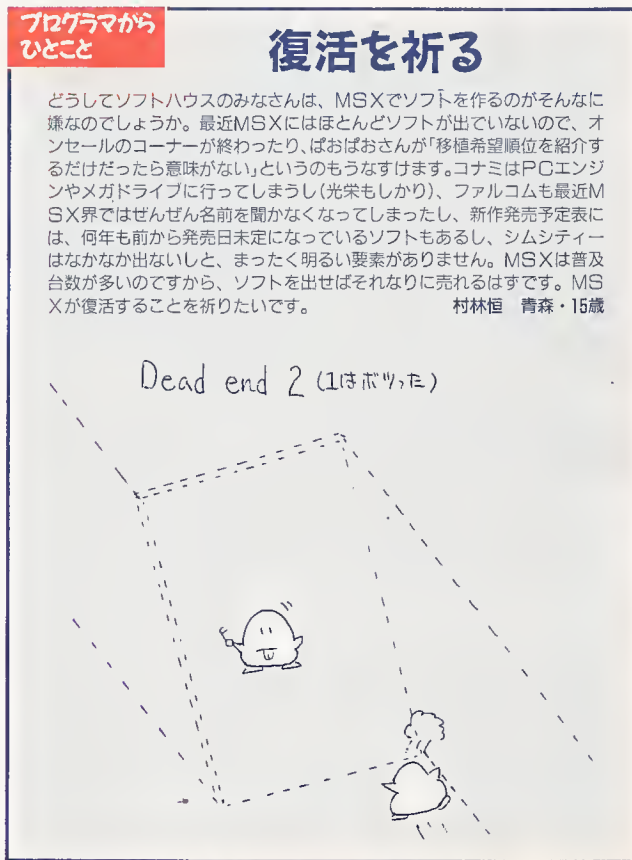 プログラマから
ひとこと
復活を祈る
どうしてソフトハウスのみなさんは、MSXでソフトを作るのがそんなに
嫌なのでしょうか。最近MSXにはほとんどソフトが出ていないので、オ
ンセールのコーナーが終わったり、ぱおぱおさんが「移植希望順位を紹介す
るだけだったら意味がない」というのもうなずけます。コナミはPCエンジ
ンやメガドライブに行ってしまうし(光栄もしかり)、ファルコムも最近M
SX界ではぜんぜん名前を聞かなくなってしまったし、新作発売予定表に
は、何年も前から発売日未定になっているソフトもあるし、シムシティー
はなかなか出ないしと、まったく明るい要素がありません。MSXは普及
台数が多いのですから、ソフトを出せばそれなりに売れるはずです。MS
Xが復活することを祈りたいです。 村林恒 青森・15歳
Dead end 2 (1はボツった)